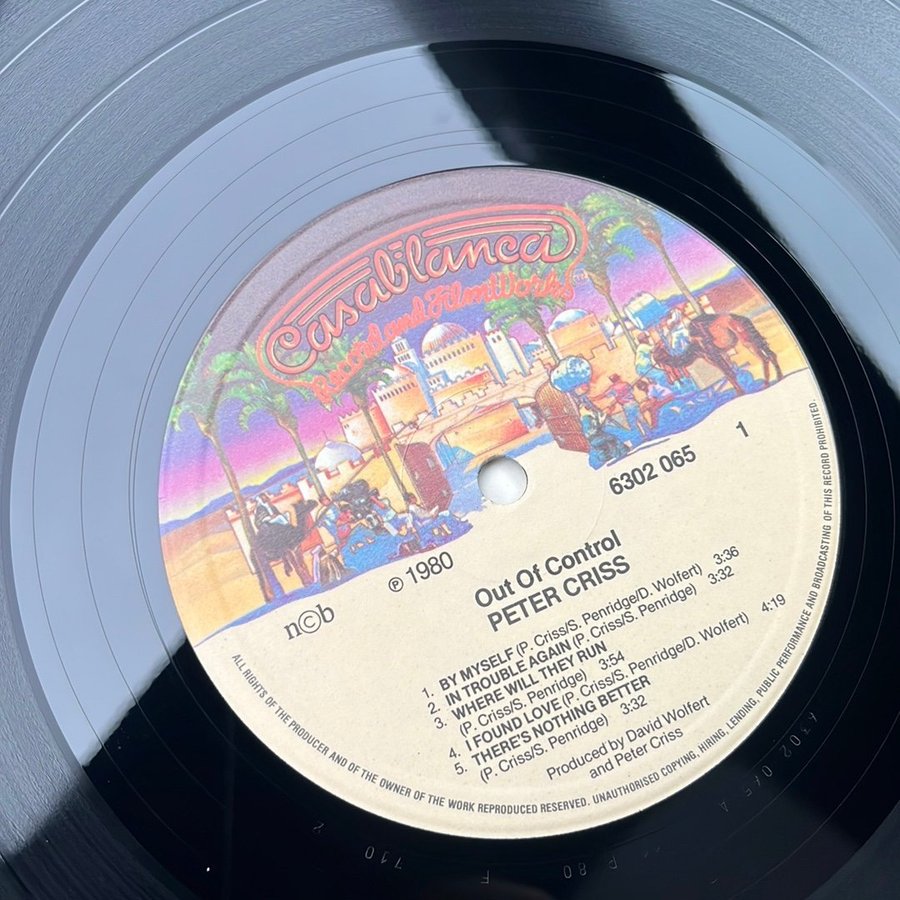 Casablanca
Record and FilmWorks
6302 065 1
n©b
℗ 1980
Out Of Control
PETER CRISS
1. BY MYSELF (P. Criss/S. Penridge/D. Wolfert) 3:36
2. IN TROUBLE AGAIN (P. Criss/S. Penridge) 3:32
3. WHERE WILL THEY RUN
(P. Criss/S. Penridge) 3:54
4. I FOUND LOVE (P. Criss/S. Penridge/D. Wolfert) 4:19
5. THERE'S NOTHING BETTER
(P. Criss/S. Penridge) 3:32
Produced by David Wolfert
and Peter Criss
ALL RIGHTS OF THE PRODUCER AND OF THE OWNER OF THE WORK REPRODUCED RESERVED. UNAUTHORISED COPYING, HIRING, LENDING, PUBLIC PERFORMANCE AND BROADCASTING OF THIS RECORD PROHIBITED.
710